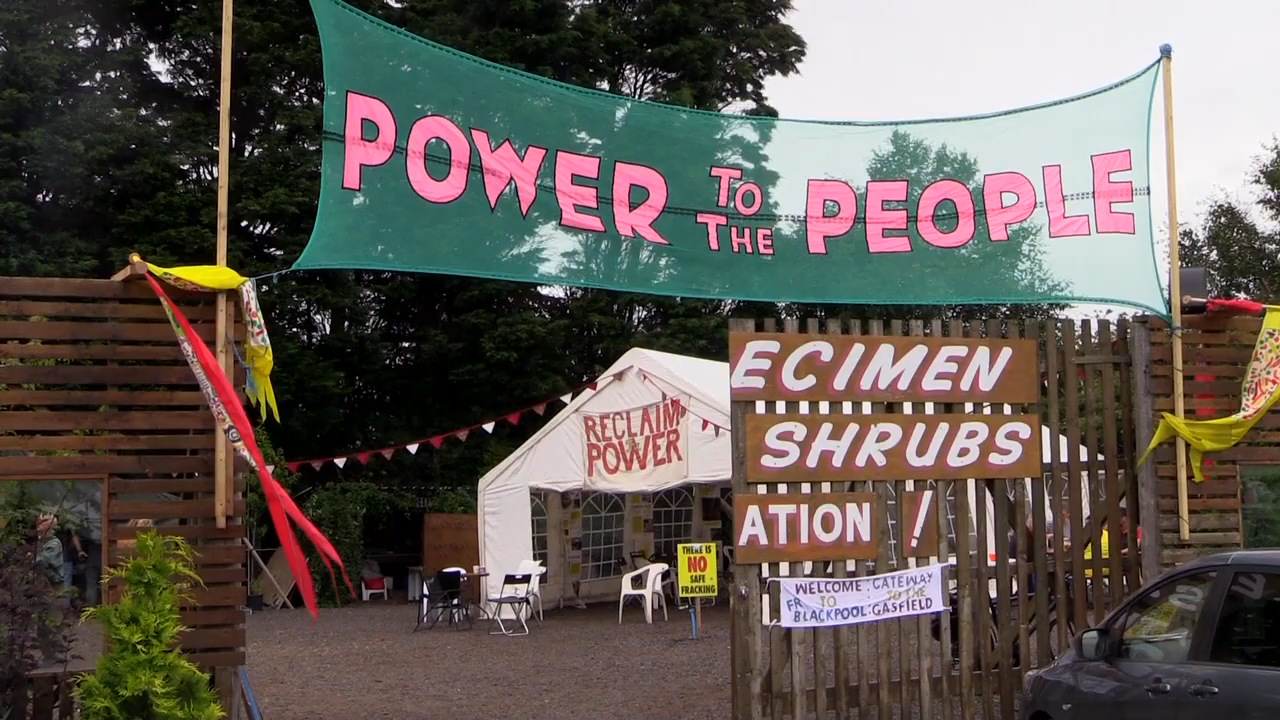 POWER TO THE PEOPLE
RECLAIM
POWER
ECIMEN
SHRUBS
ATION !
THERE IS
NO
SAFE
FRACKING
WELCOME : GATEWAY
TO TO THE
BLACKPOOL: GASFIELD